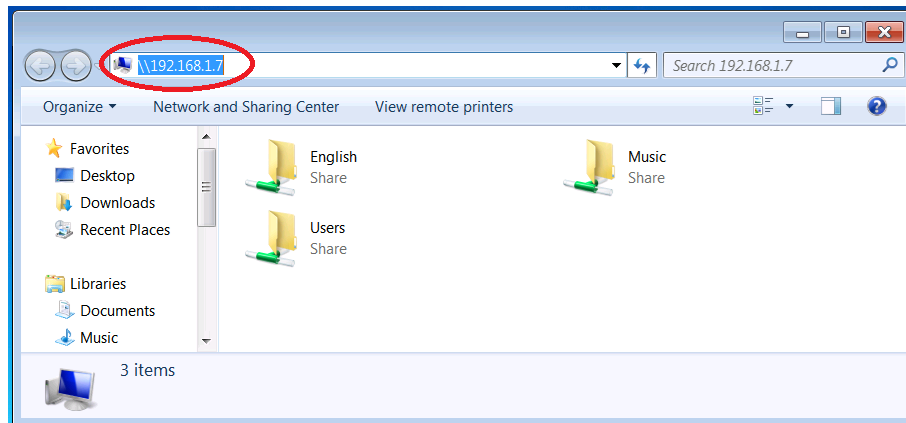 \\192.168.1.7
Search 192.168.1.7
Organize Network and Sharing Center View remote printers
Favorites
Desktop
Downloads
Recent Places
Libraries
Documents
Music
English
Share
Music
Share
Users
Share
3 items